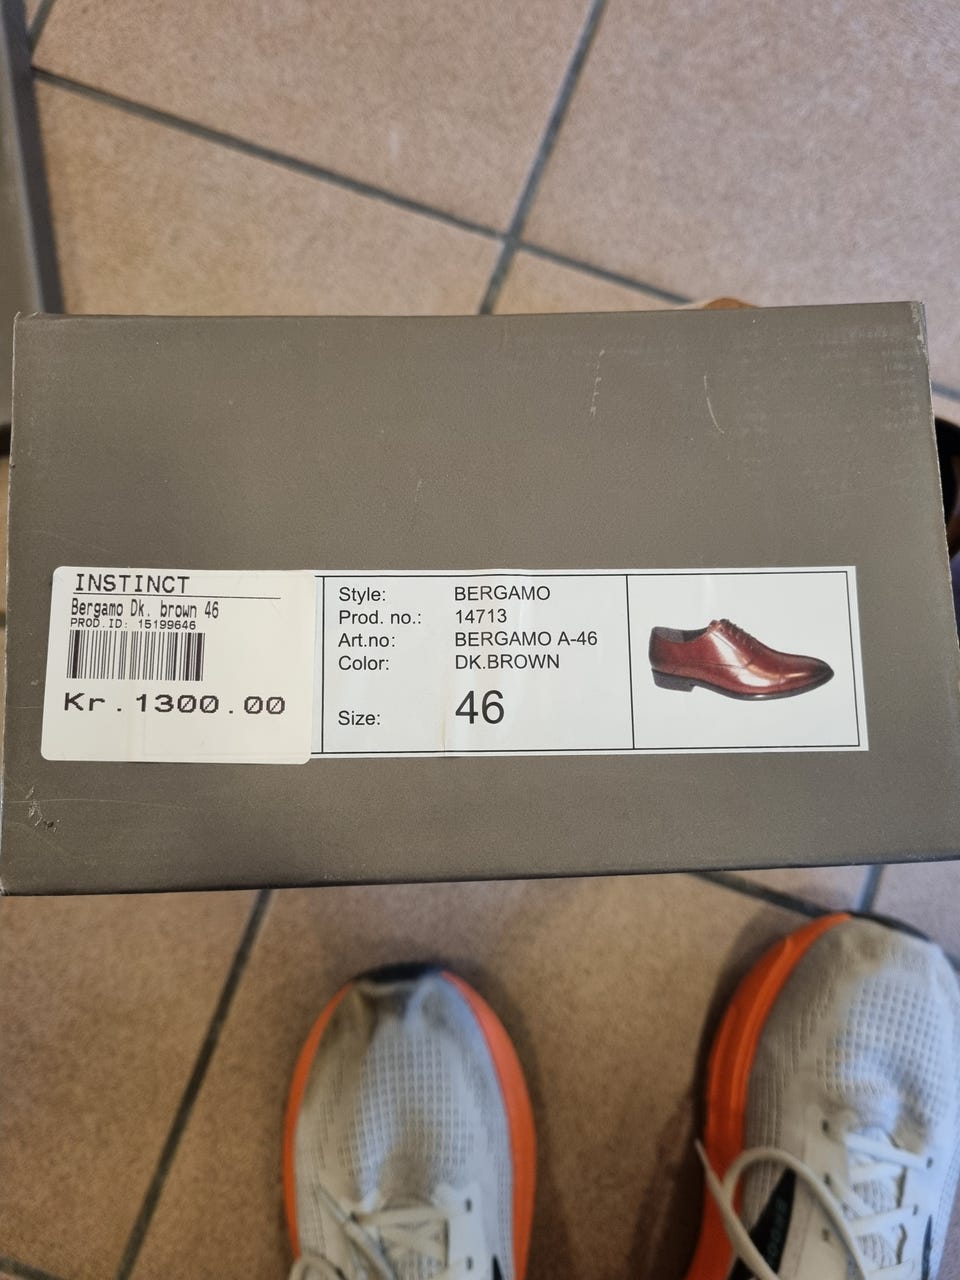 INSTINCT
Bergamo Dk. brown 46
PROD.ID: 15199646
Kr.1300.00
Style: BERGAMO
Prod. no.: 14713
Art.no: BERGAMO A-46
Color: DK.BROWN
Size: 46